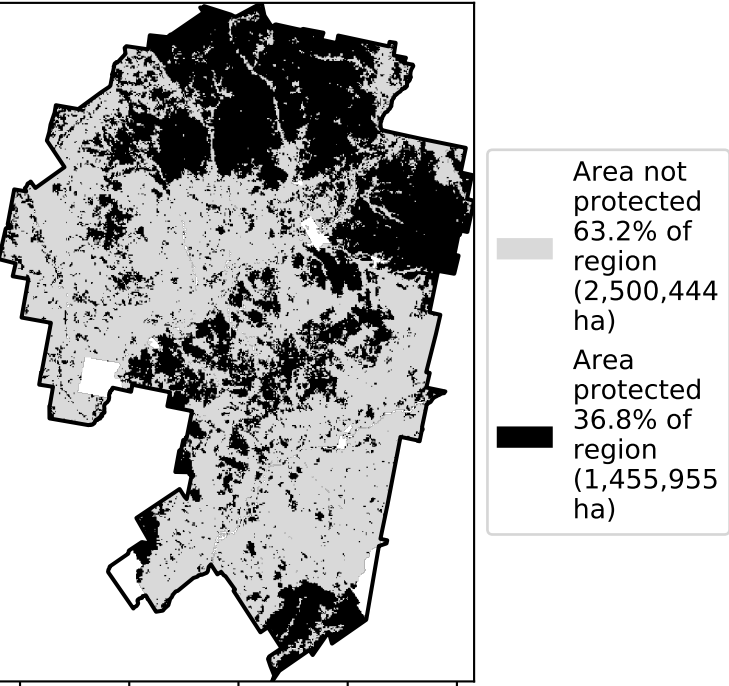 Area not
protected
63.2% of
region
(2,500,444
ha)
Area
protected
36.8% of
region
(1,455,955
ha)